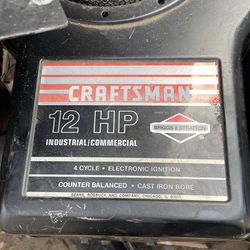 CRAFTSMAN
12 HP
BRIGGS & STRATTON
INDUSTRIAL/COMMERCIAL
4 CYCLE • ELECTRONIC IGNITION
COUNTER BALANCED • CAST IRON BORE
SEARS, ROEBUCK AND COMPANY, CHICAGO, IL 60611